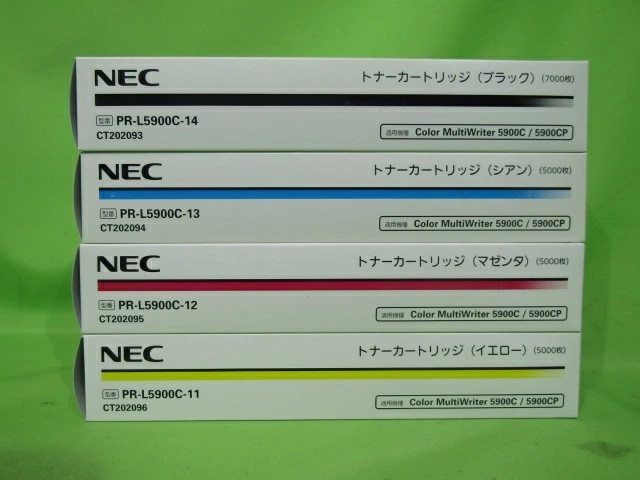 NEC
トナーカートリッジ（ブラック）(7000枚)
型番 PR-L5900C-14
CT202093
適用機種 Color MultiWriter 5900C / 5900CP
NEC
トナーカートリッジ（シアン）(5000枚)
型番 PR-L5900C-13
CT202094
適用機種 Color MultiWriter 5900C / 5900CP
NEC
トナーカートリッジ（マゼンタ）(5000枚)
型番 PR-L5900C-12
CT202095
適用機種 Color MultiWriter 5900C / 5900CP
NEC
トナーカートリッジ（イエロー）(5000枚)
型番 PR-L5900C-11
CT202096
適用機種 Color MultiWriter 5900C / 5900CP